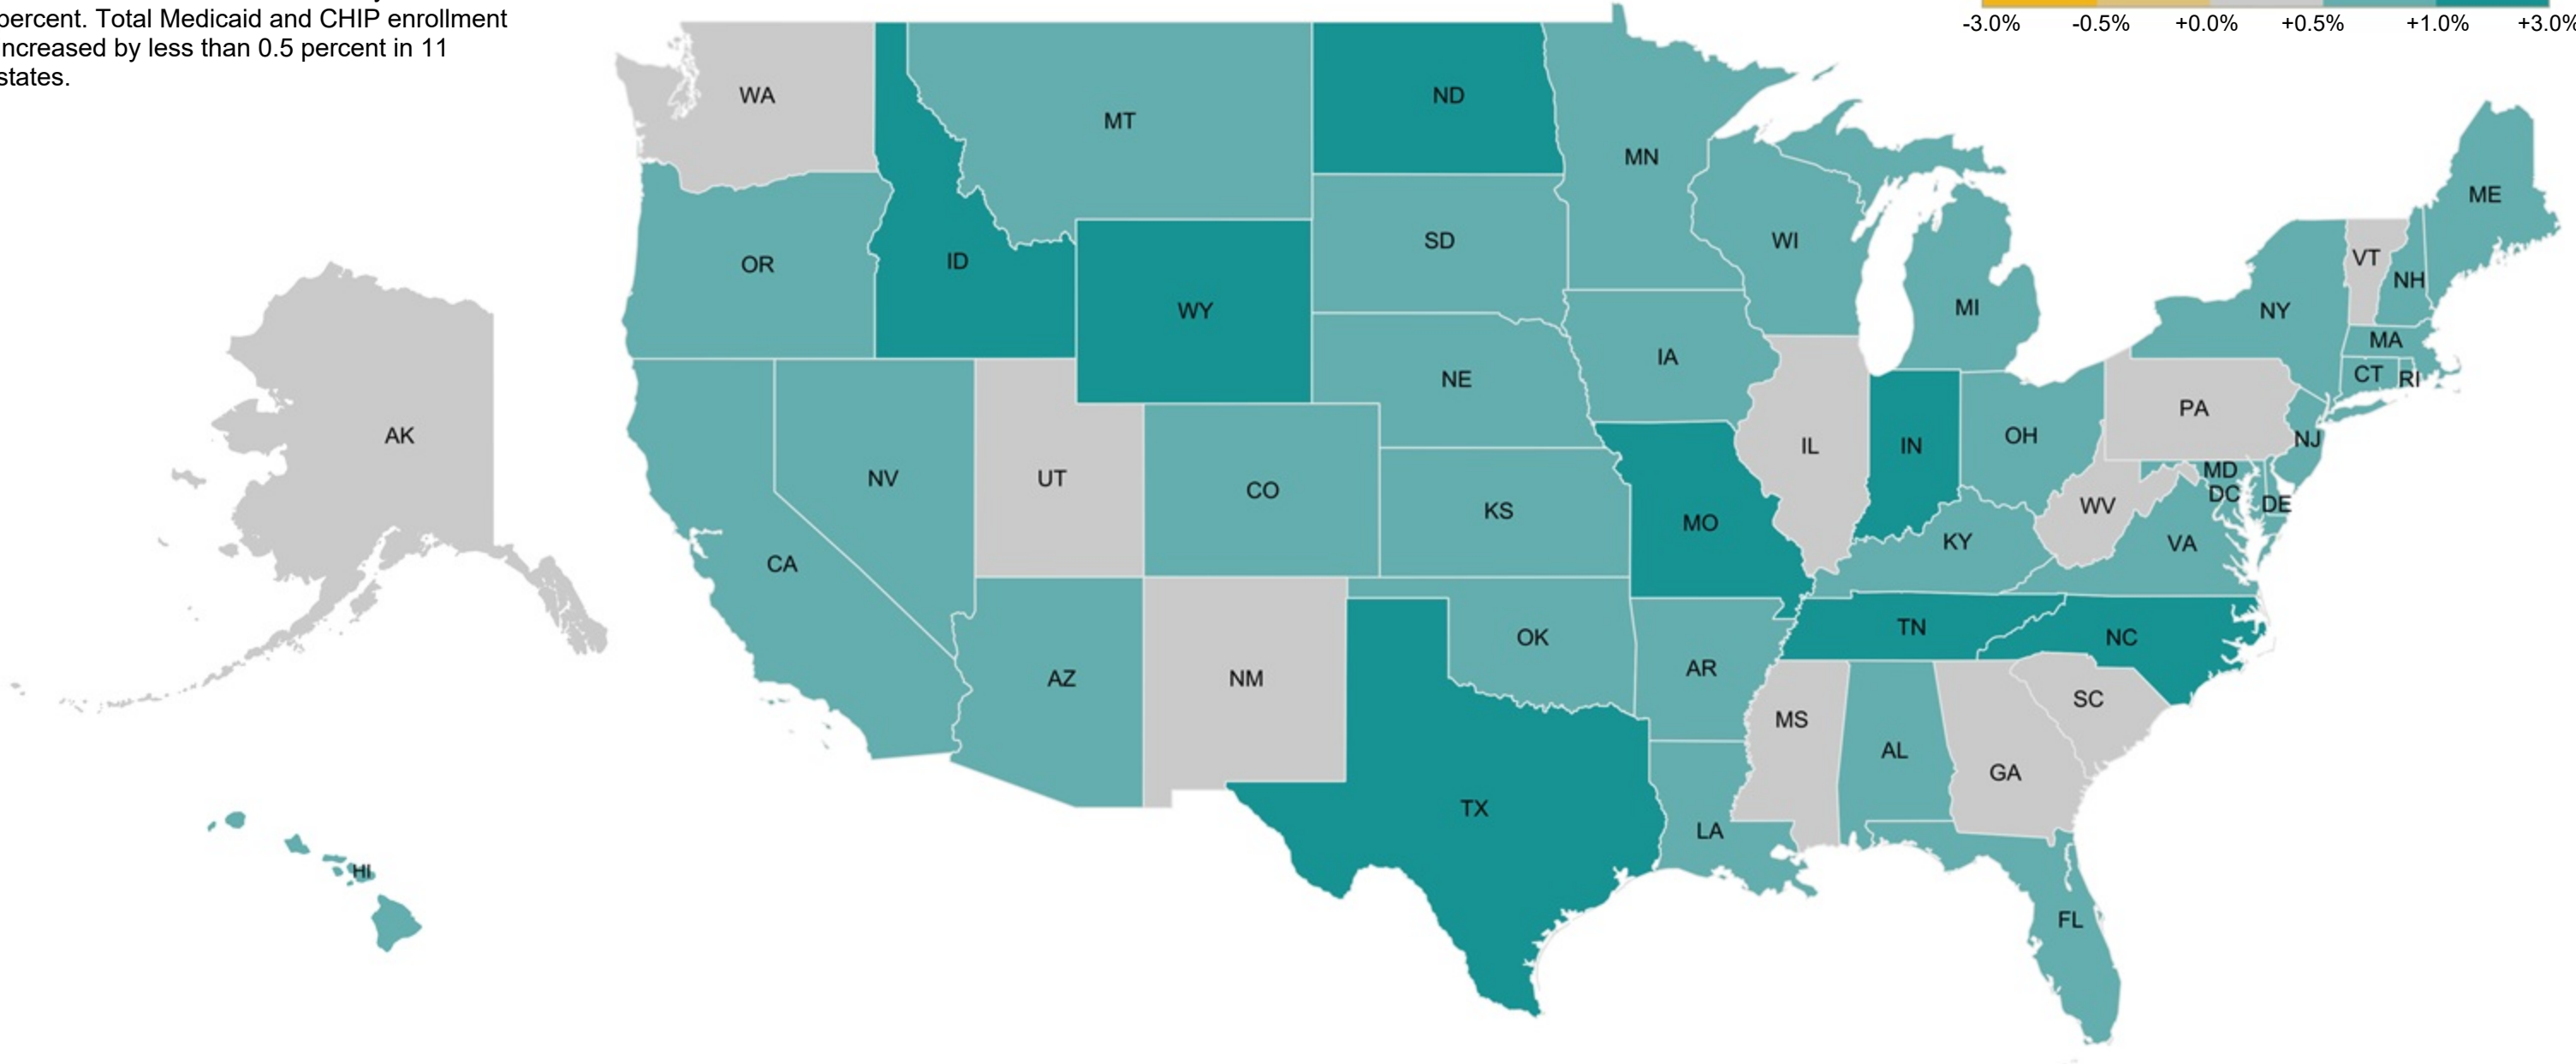 percent. Total Medicaid and CHIP enrollment
increased by less than 0.5 percent in 11
states.
-3.0% -0.5% +0.0% +0.5% +1.0% +3.0%
WA
MT
ND
MN
ME
OR
ID
WY
SD
WI
MI
NY
VT
NH
MA
CT
RI
AK
NV
UT
CO
NE
IA
IL
IN
OH
PA
NJ
MD
DC
DE
CA
KS
MO
KY
WV
VA
AZ
NM
OK
AR
TN
NC
SC
MS
AL
GA
TX
LA
FL
HI